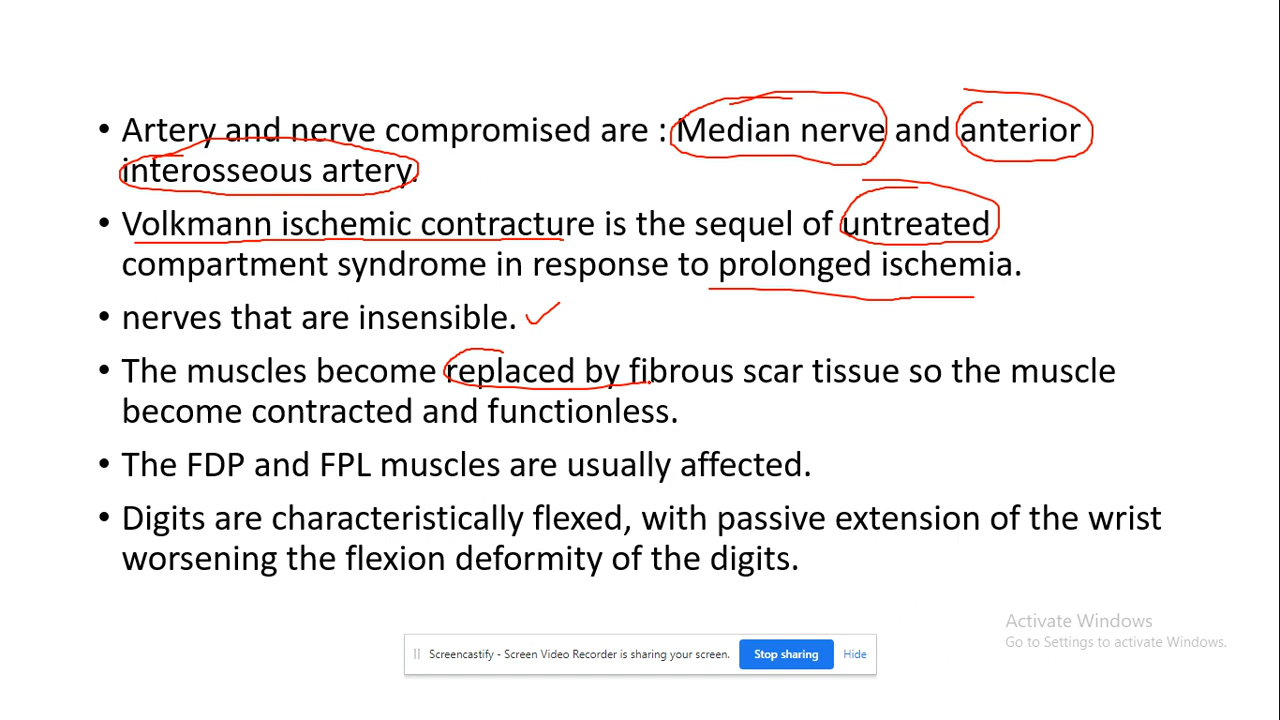 • Artery and nerve compromised are : Median nerve and anterior
interosseous artery.
• Volkmann ischemic contracture is the sequel of untreated
compartment syndrome in response to prolonged ischemia.
• nerves that are insensible.
• The muscles become replaced by fibrous scar tissue so the muscle
become contracted and functionless.
• The FDP and FPL muscles are usually affected.
• Digits are characteristically flexed, with passive extension of the wrist
worsening the flexion deformity of the digits.
Activate Windows
Go to Settings to activate Windows.
Screencastify - Screen Video Recorder is sharing your screen. Stop sharing Hide